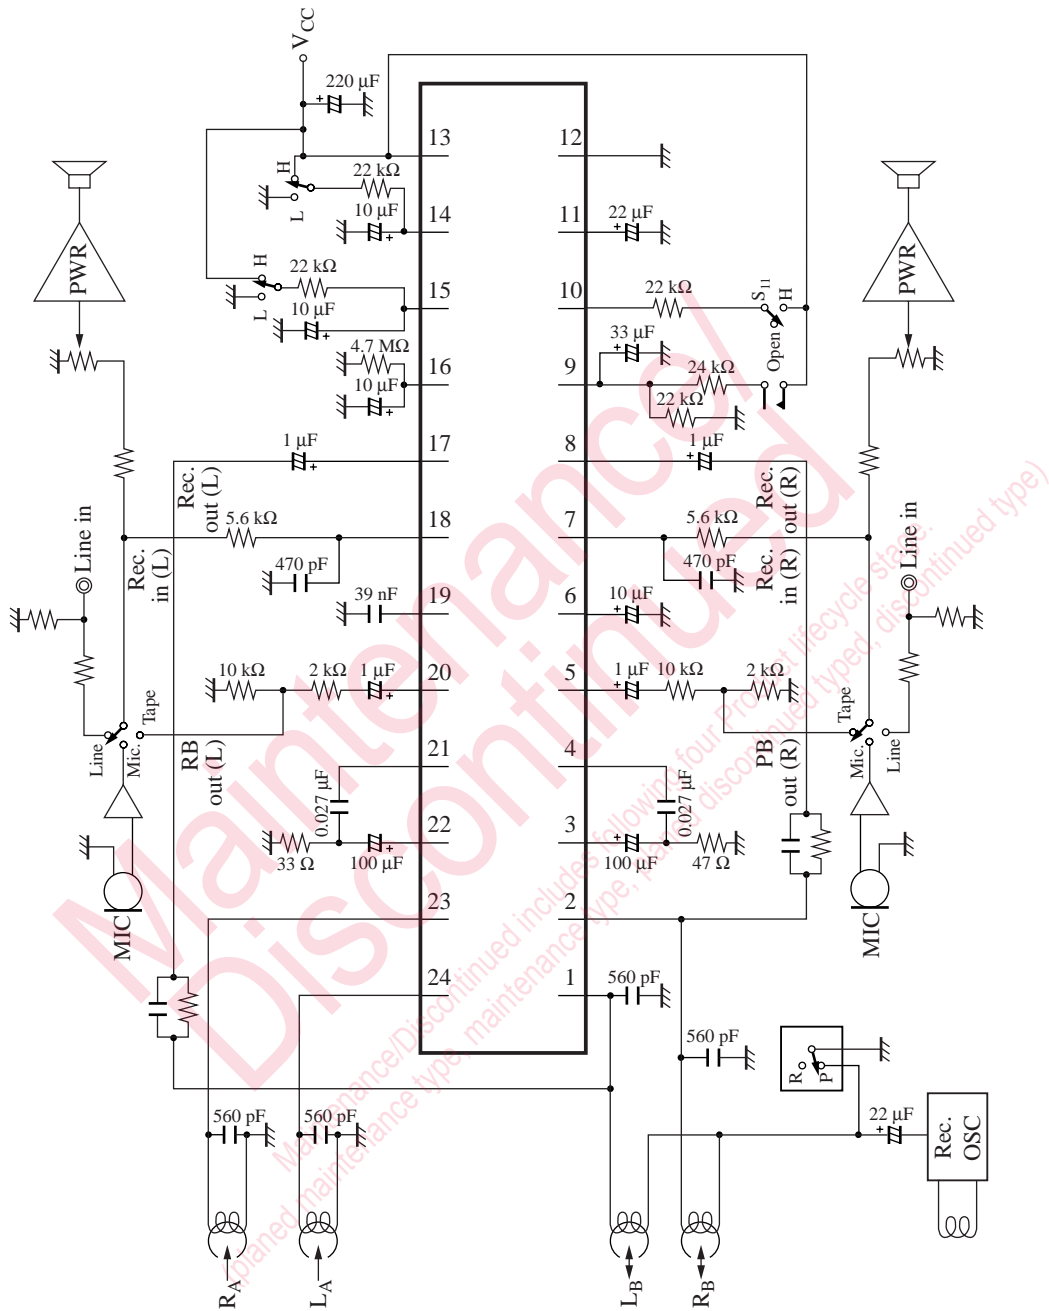 VCC
220 µF
+
PWR
PWR
13
12
H
L
22 kΩ
10 µF
+
14
11
22 µF
+
H
L
22 kΩ
10 µF
+
15
10
22 kΩ
S11
H
Open
33 µF
+
4.7 MΩ
10 µF
+
16
9
24 kΩ
22 kΩ
1 µF
+
17
8
1 µF
+
Rec.
out (L)
Rec.
out (R)
Line in
Rec.
in (L)
5.6 kΩ
470 pF
18
7
5.6 kΩ
470 pF
Rec.
in (R)
Line in
39 nF
19
6
10 µF
+
10 kΩ
2 kΩ
1 µF
+
20
5
1 µF
+
10 kΩ
2 kΩ
Line
Mic.
Tape
RB
out (L)
PB
out (R)
Tape
Mic.
Line
21
4
0.027 µF
0.027 µF
33 Ω
100 µF
+
22
3
100 µF
+
47 Ω
MIC
MIC
23
2
24
1
560 pF
560 pF
560 pF
560 pF
R
P
22 µF
+
Rec.
OSC
RA
LA
LB
RB
Maintenance/
Discontinued
Maintenance/Discontinued includes following four Product lifecycle stage.
(planed maintenance type, maintenance type, planed discontinued typed, discontinued type)